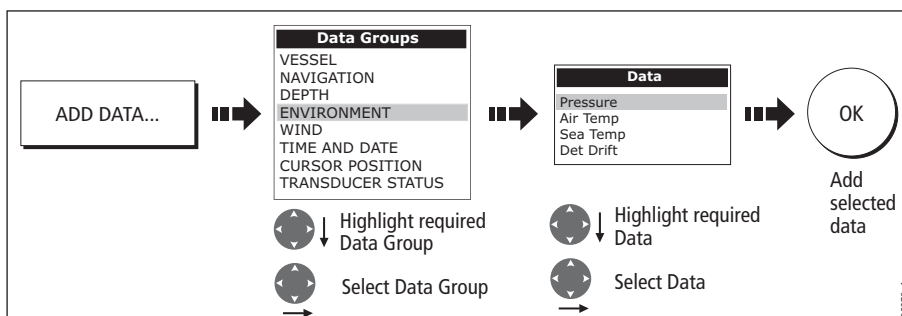 ADD DATA...
Data Groups
VESSEL
NAVIGATION
DEPTH
ENVIRONMENT
WIND
TIME AND DATE
CURSOR POSITION
TRANSDUCER STATUS
Highlight required
Data Group
Select Data Group
Data
Pressure
Air Temp
Sea Temp
Det Drift
Highlight required
Data
Select Data
OK
Add
selected
data